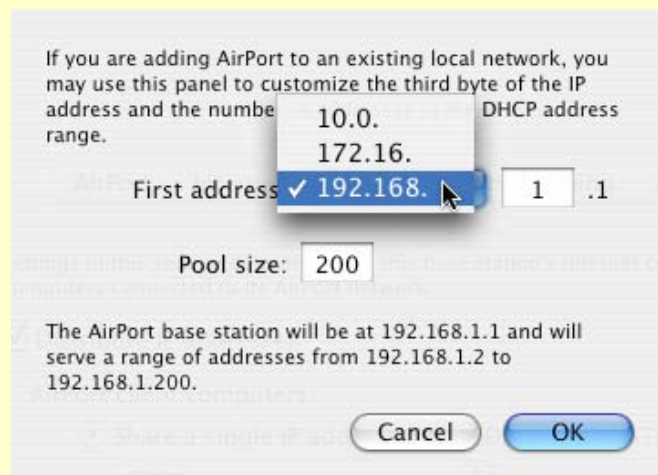 If you are adding AirPort to an existing local network, you
may use this panel to customize the third byte of the IP
address and the number DHCP address
range.
10.0.
172.16.
First address ✓ 192.168. 1 .1
Pool size: 200
The AirPort base station will be at 192.168.1.1 and will
serve a range of addresses from 192.168.1.2 to
192.168.1.200.
Cancel OK